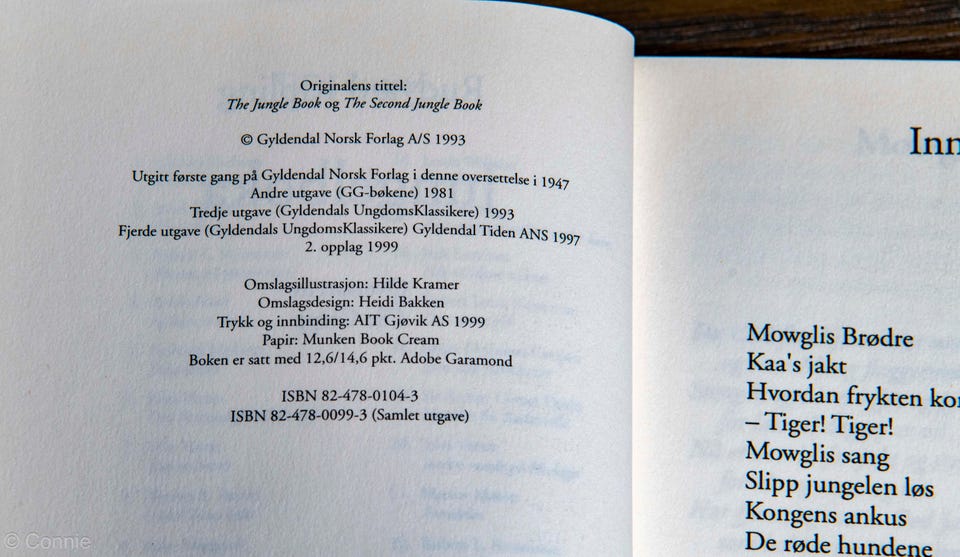 Originalens tittel:
The Jungle Book og The Second Jungle Book
© Gyldendal Norsk Forlag A/S 1993
Utgitt første gang på Gyldendal Norsk Forlag i denne oversettelse i 1947
Andre utgave (GG-bøkene) 1981
Tredje utgave (Gyldendals UngdomsKlassikere) 1993
Fjerde utgave (Gyldendals UngdomsKlassikere) Gyldendal Tiden ANS 1997
2. opplag 1999
Omslagsillustrasjon: Hilde Kramer
Omslagsdesign: Heidi Bakken
Trykk og innbinding: AIT Gjøvik AS 1999
Papir: Munken Book Cream
Boken er satt med 12,6/14,6 pkt. Adobe Garamond
ISBN 82-478-0104-3
ISBN 82-478-0099-3 (Samlet utgave)
Inn
Mowglis Brødre
Kaa's jakt
Hvordan frykten kom
– Tiger! Tiger!
Mowglis sang
Slipp jungelen løs
Kongens ankus
De røde hundene
© Connie